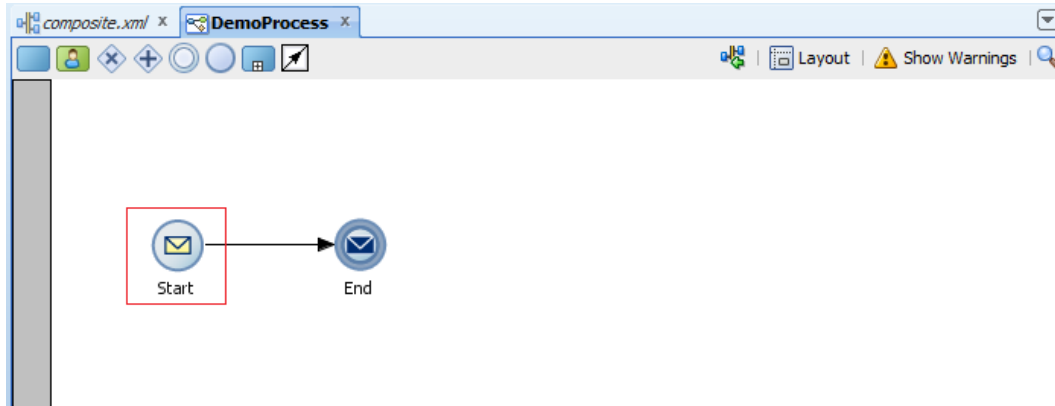 composite.xml x DemoProcess x
Layout Show Warnings
Start End